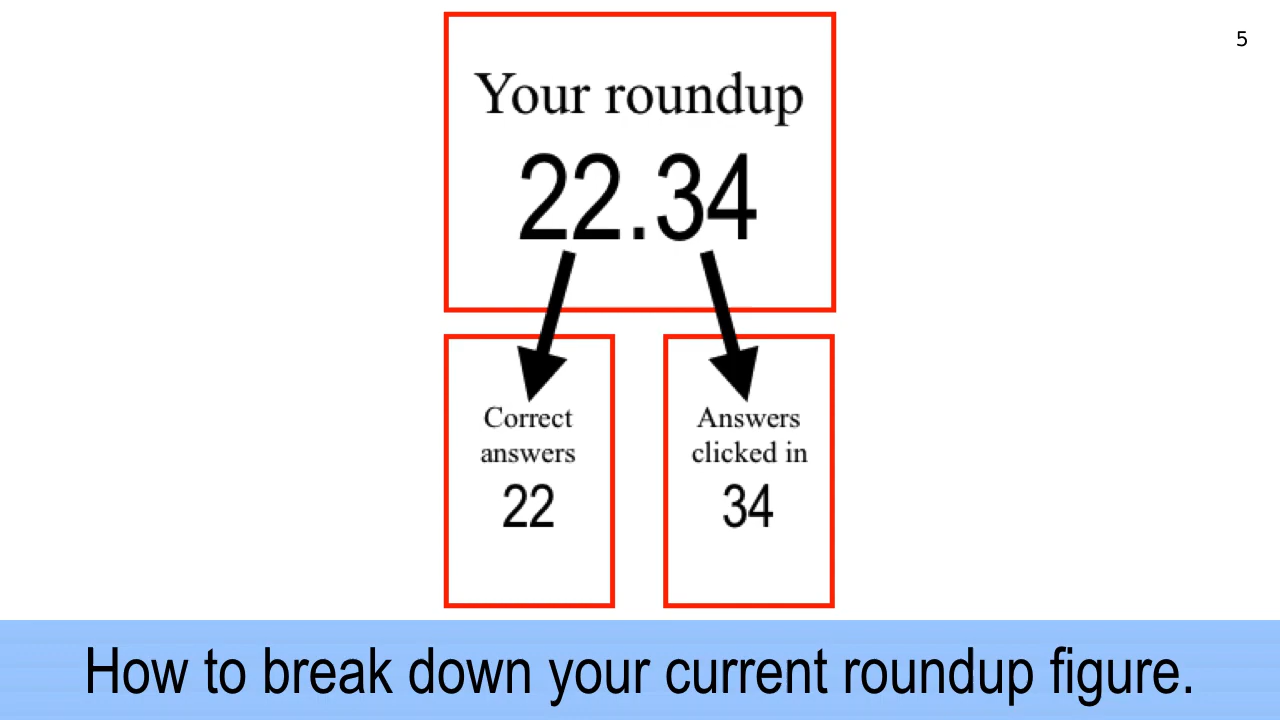 5
Your roundup
22.34
Correct
answers
22
Answers
clicked in
34
How to break down your current roundup figure.